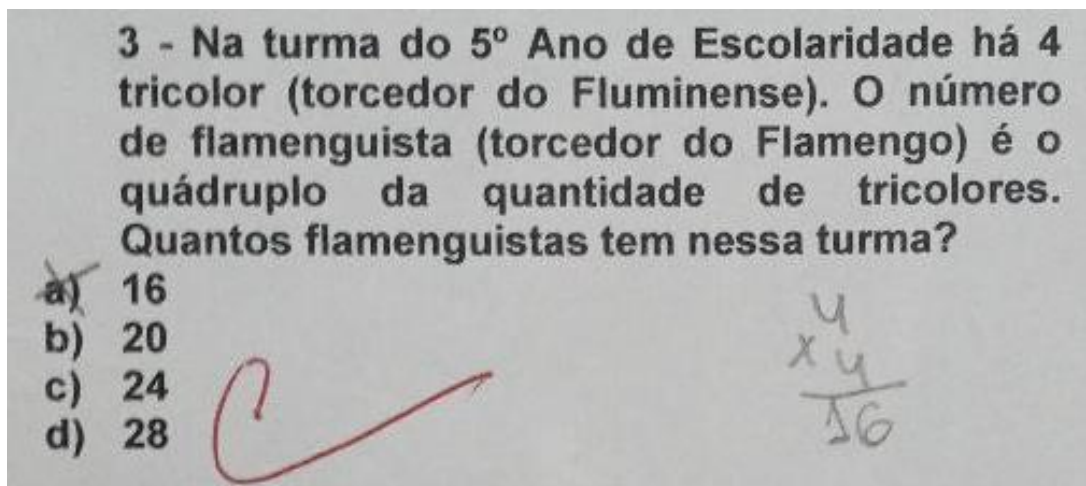 3 - Na turma do 5º Ano de Escolaridade há 4
tricolor (torcedor do Fluminense). O número
de flamenguista (torcedor do Flamengo) é o
quádruplo da quantidade de tricolores.
Quantos flamenguistas tem nessa turma?
a) 16
b) 20
c) 24
d) 28
4
x 4
16